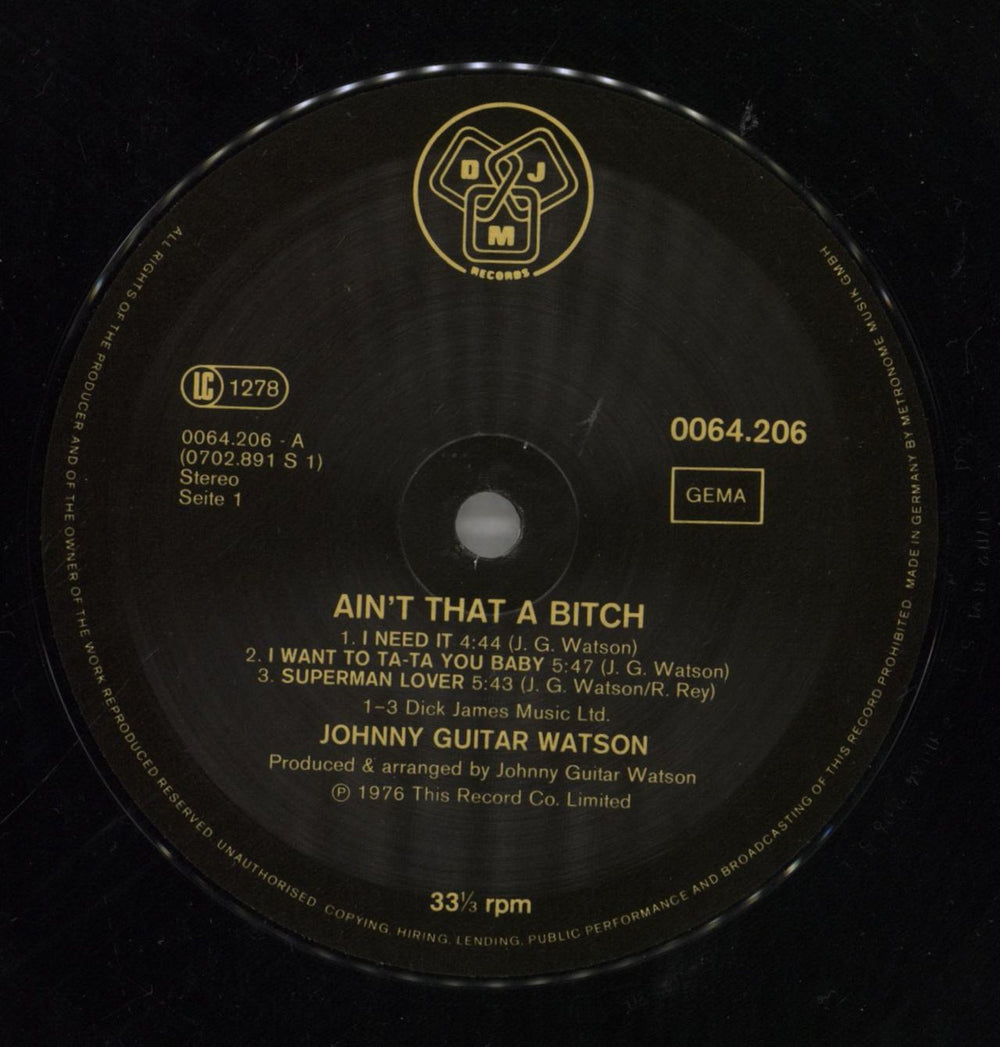 D J
M
RECORDS
LC 1278
0064.206 - A
(0702.891 S 1)
Stereo
Seite 1
0064.206
GEMA
AIN'T THAT A BITCH
1. I NEED IT 4:44 (J. G. Watson)
2. I WANT TO TA-TA YOU BABY 5:47 (J. G. Watson)
3. SUPERMAN LOVER 5:43 (J. G. Watson/R. Rey)
1–3 Dick James Music Ltd.
JOHNNY GUITAR WATSON
Produced & arranged by Johnny Guitar Watson
Ⓟ 1976 This Record Co. Limited
33⅓ rpm
ALL RIGHTS OF THE PRODUCER AND OF THE OWNER OF THE WORK REPRODUCED RESERVED. UNAUTHORISED COPYING, HIRING, LENDING, PUBLIC PERFORMANCE AND BROADCASTING OF THIS RECORD PROHIBITED MADE IN GERMANY BY METRONOME MUSIK GMBH